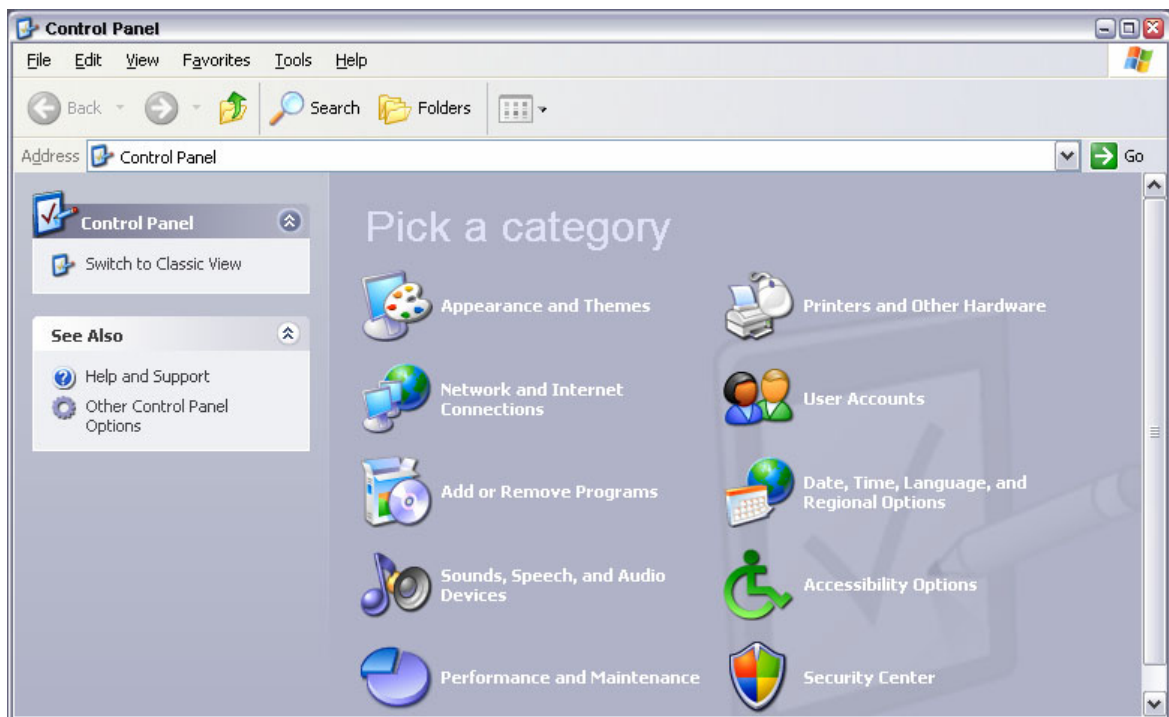 Control Panel
File Edit View Favorites Tools Help
Back Search Folders
Address Control Panel Go
Control Panel
Switch to Classic View
See Also
Help and Support
Other Control Panel
Options
Pick a category
Appearance and Themes
Printers and Other Hardware
Network and Internet
Connections
User Accounts
Add or Remove Programs
Date, Time, Language, and
Regional Options
Sounds, Speech, and Audio
Devices
Accessibility Options
Performance and Maintenance
Security Center